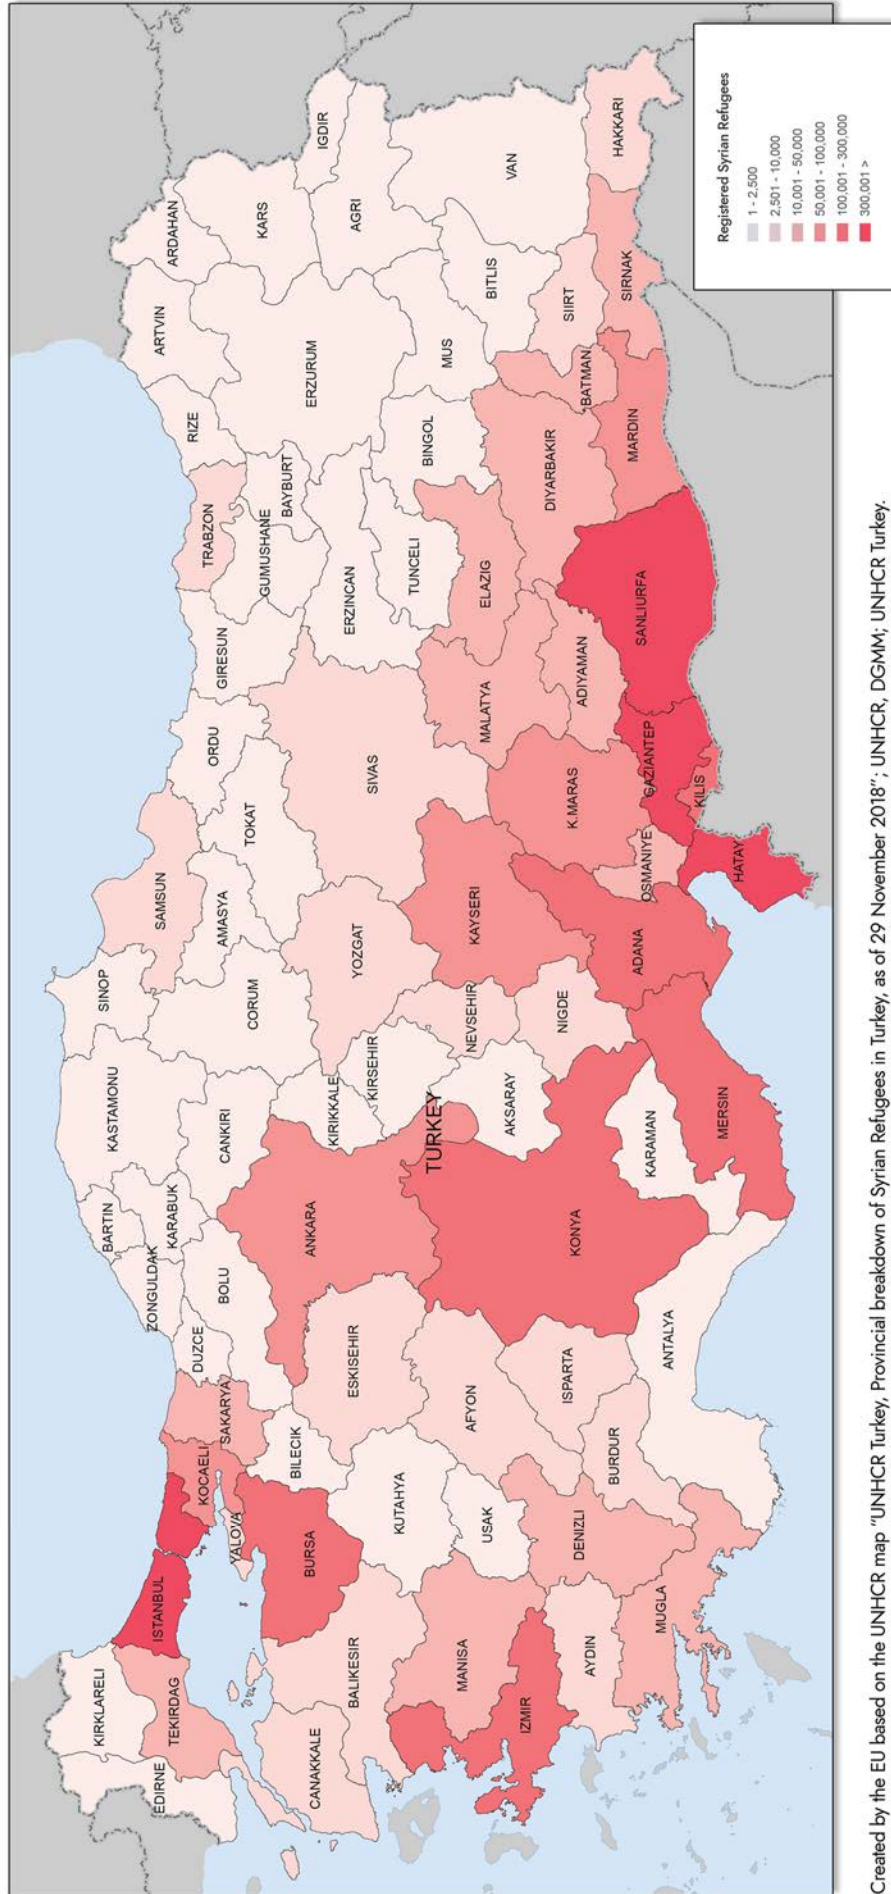 KIRKLARELI
EDIRNE
TEKIRDAG
ISTANBUL
CANAKKALE
BALIKESIR
YALOVA
KOCAELI
SAKARYA
BURSA
BILECIK
DUZCE
ZONGULDAK
BARTIN
KARABUK
BOLU
KASTAMONU
CANKIRI
SINOP
CORUM
SAMSUN
AMASYA
TOKAT
ORDU
GIRESUN
TRABZON
GUMUSHANE
BAYBURT
RIZE
ARTVIN
ARDAHAN
KARS
IGDIR
AGRI
ERZURUM
ERZINCAN
TUNCELI
BINGOL
MUS
BITLIS
VAN
HAKKARI
SIRNAK
SIIRT
BATMAN
MARDIN
DIYARBAKIR
ELAZIG
MALATYA
ADIYAMAN
SANLIURFA
GAZIANTEP
KILIS
HATAY
OSMANIYE
K.MARAS
SIVAS
KAYSERI
YOZGAT
NEVSEHIR
NIGDE
ADANA
MERSIN
KARAMAN
AKSARAY
KIRSEHIR
KIRIKKALE
TURKEY
ANKARA
KONYA
ESKISEHIR
AFYON
ISPARTA
BURDUR
ANTALYA
KUTAHYA
USAK
DENIZLI
MUGLA
AYDIN
MANISA
IZMIR
Registered Syrian Refugees
1 - 2,500
2,501 - 10,000
10,001 - 50,000
50,001 - 100,000
100,001 - 300,000
300,001 >
Created by the EU based on the UNHCR map "UNHCR Turkey, Provincial breakdown of Syrian Refugees in Turkey, as of 29 November 2018"; UNHCR, DGMM; UNHCR Turkey.